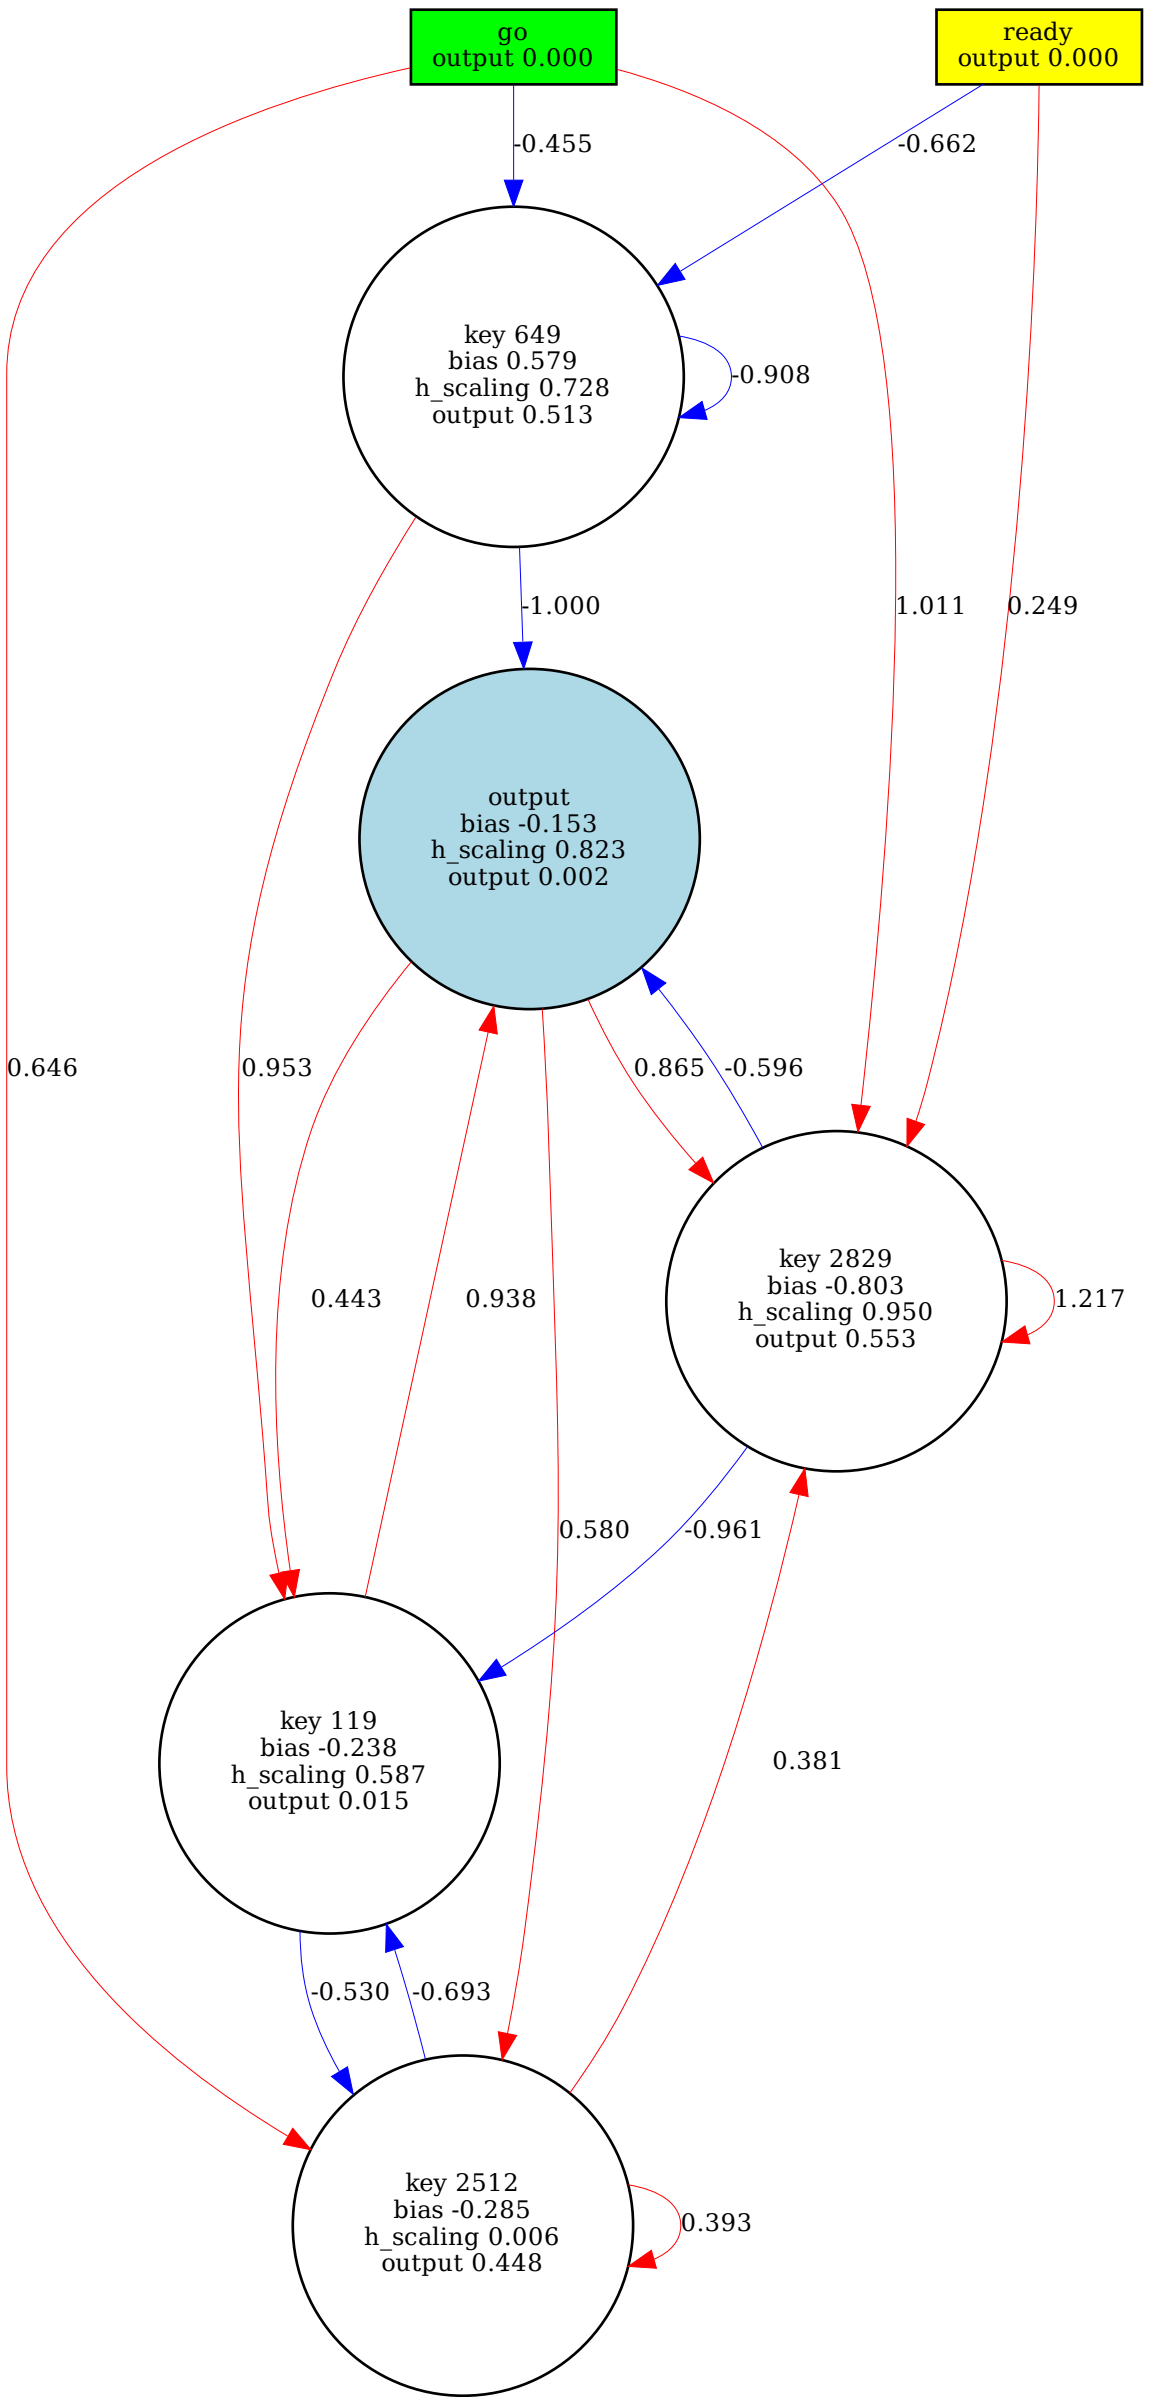 go
output 0.000
ready
output 0.000
-0.455
-0.662
key 649
bias 0.579
h_scaling 0.728
output 0.513
-0.908
-1.000
1.011
0.249
output
bias -0.153
h_scaling 0.823
output 0.002
0.646
0.953
0.865
-0.596
key 2829
bias -0.803
h_scaling 0.950
output 0.553
0.443
0.938
1.217
0.580
-0.961
key 119
bias -0.238
h_scaling 0.587
output 0.015
0.381
-0.530
-0.693
key 2512
bias -0.285
h_scaling 0.006
output 0.448
0.393